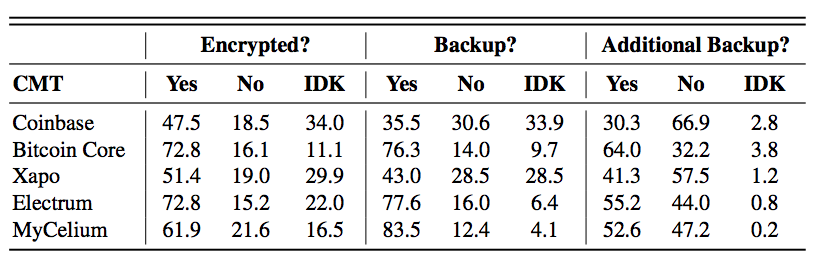 Encrypted? Backup? Additional Backup?
CMT Yes No IDK Yes No IDK Yes No IDK
Coinbase 47.5 18.5 34.0 35.5 30.6 33.9 30.3 66.9 2.8
Bitcoin Core 72.8 16.1 11.1 76.3 14.0 9.7 64.0 32.2 3.8
Xapo 51.4 19.0 29.9 43.0 28.5 28.5 41.3 57.5 1.2
Electrum 72.8 15.2 22.0 77.6 16.0 6.4 55.2 44.0 0.8
MyCelium 61.9 21.6 16.5 83.5 12.4 4.1 52.6 47.2 0.2